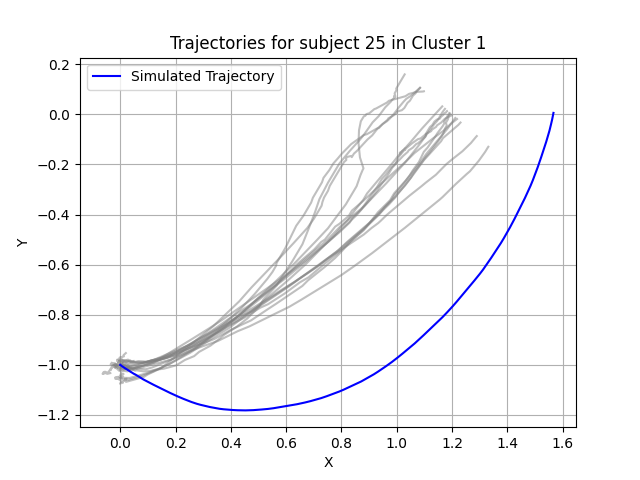 Trajectories for subject 25 in Cluster 1
Simulated Trajectory
Y
0.2
0.0
−0.2
−0.4
−0.6
−0.8
−1.0
−1.2
0.0 0.2 0.4 0.6 0.8 1.0 1.2 1.4 1.6
X